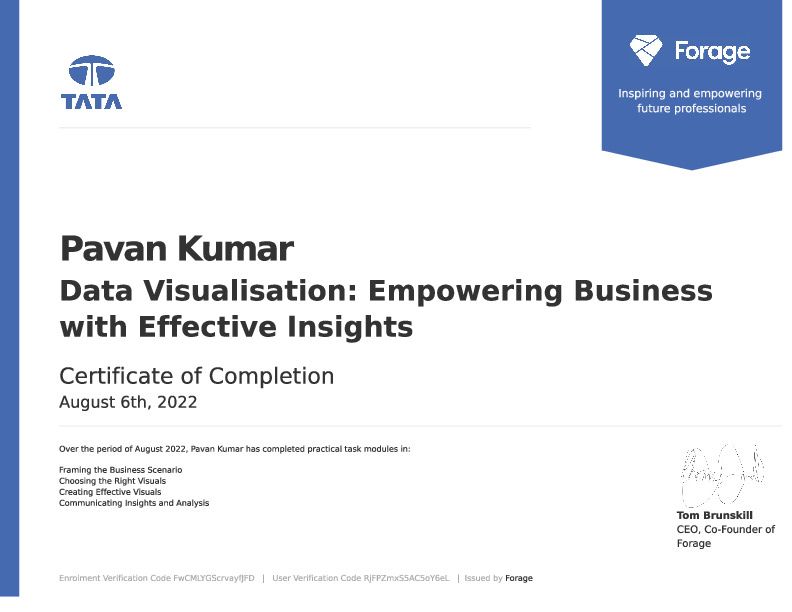 TATA
Forage
Inspiring and empowering
future professionals
Pavan Kumar
Data Visualisation: Empowering Business
with Effective Insights
Certificate of Completion
August 6th, 2022
Over the period of August 2022, Pavan Kumar has completed practical task modules in:
Framing the Business Scenario
Choosing the Right Visuals
Creating Effective Visuals
Communicating Insights and Analysis
Tom Brunskill
CEO, Co-Founder of
Forage
Enrolment Verification Code FwCMLYGScrvayfJFD | User Verification Code RjFPZmxS5AC5oY6eL | Issued by Forage